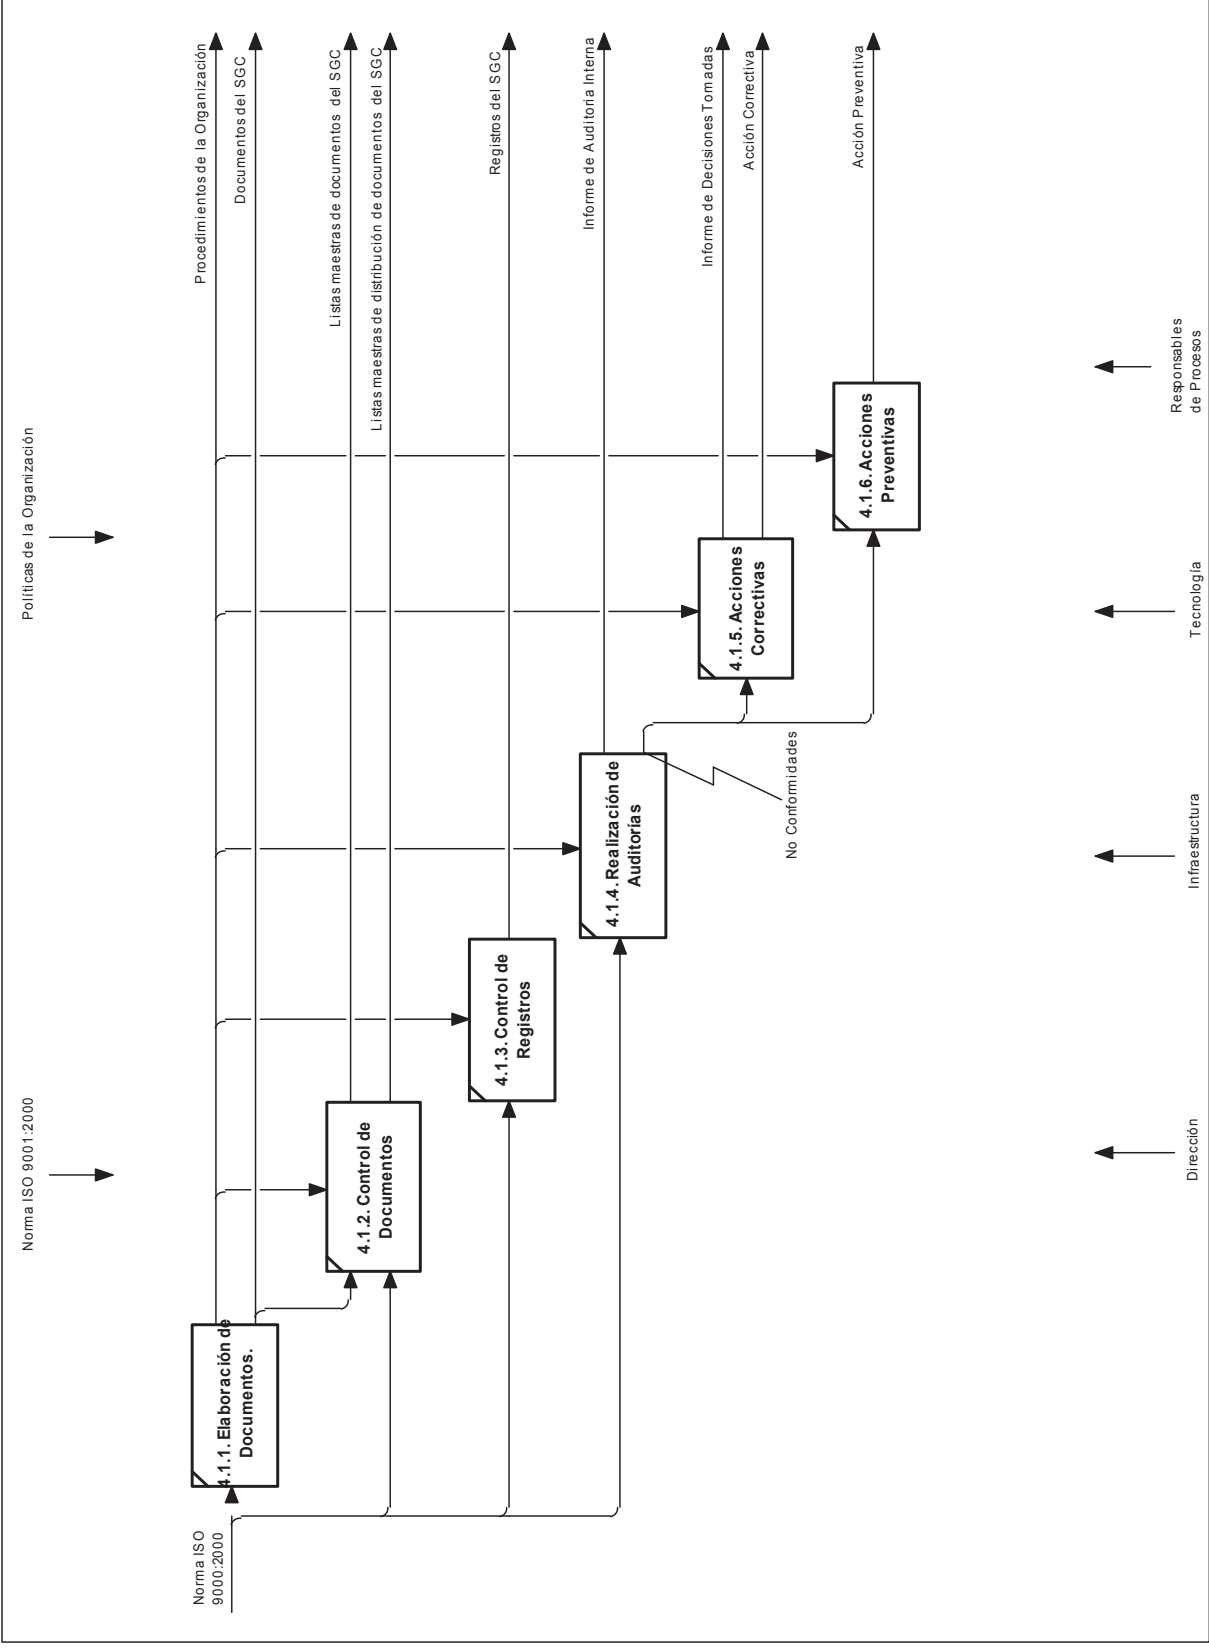 Norma ISO 9001:2000
Políticas de la Organización
Norma ISO
9000:2000
4.1.1. Elaboración de
Documentos.
Procedimientos de la Organización
Documentos del SGC
4.1.2. Control de
Documentos
Listas maestras de documentos del SGC
Listas maestras de distribución de documentos del SGC
4.1.3. Control de
Registros
Registros del SGC
4.1.4. Realización de
Auditorías
Informe de Auditoria Interna
No Conformidades
4.1.5. Acciones
Correctivas
Informe de Decisiones Tomadas
Acción Correctiva
4.1.6. Acciones
Preventivas
Acción Preventiva
Dirección
Infraestructura
Tecnología
Responsables
de Procesos